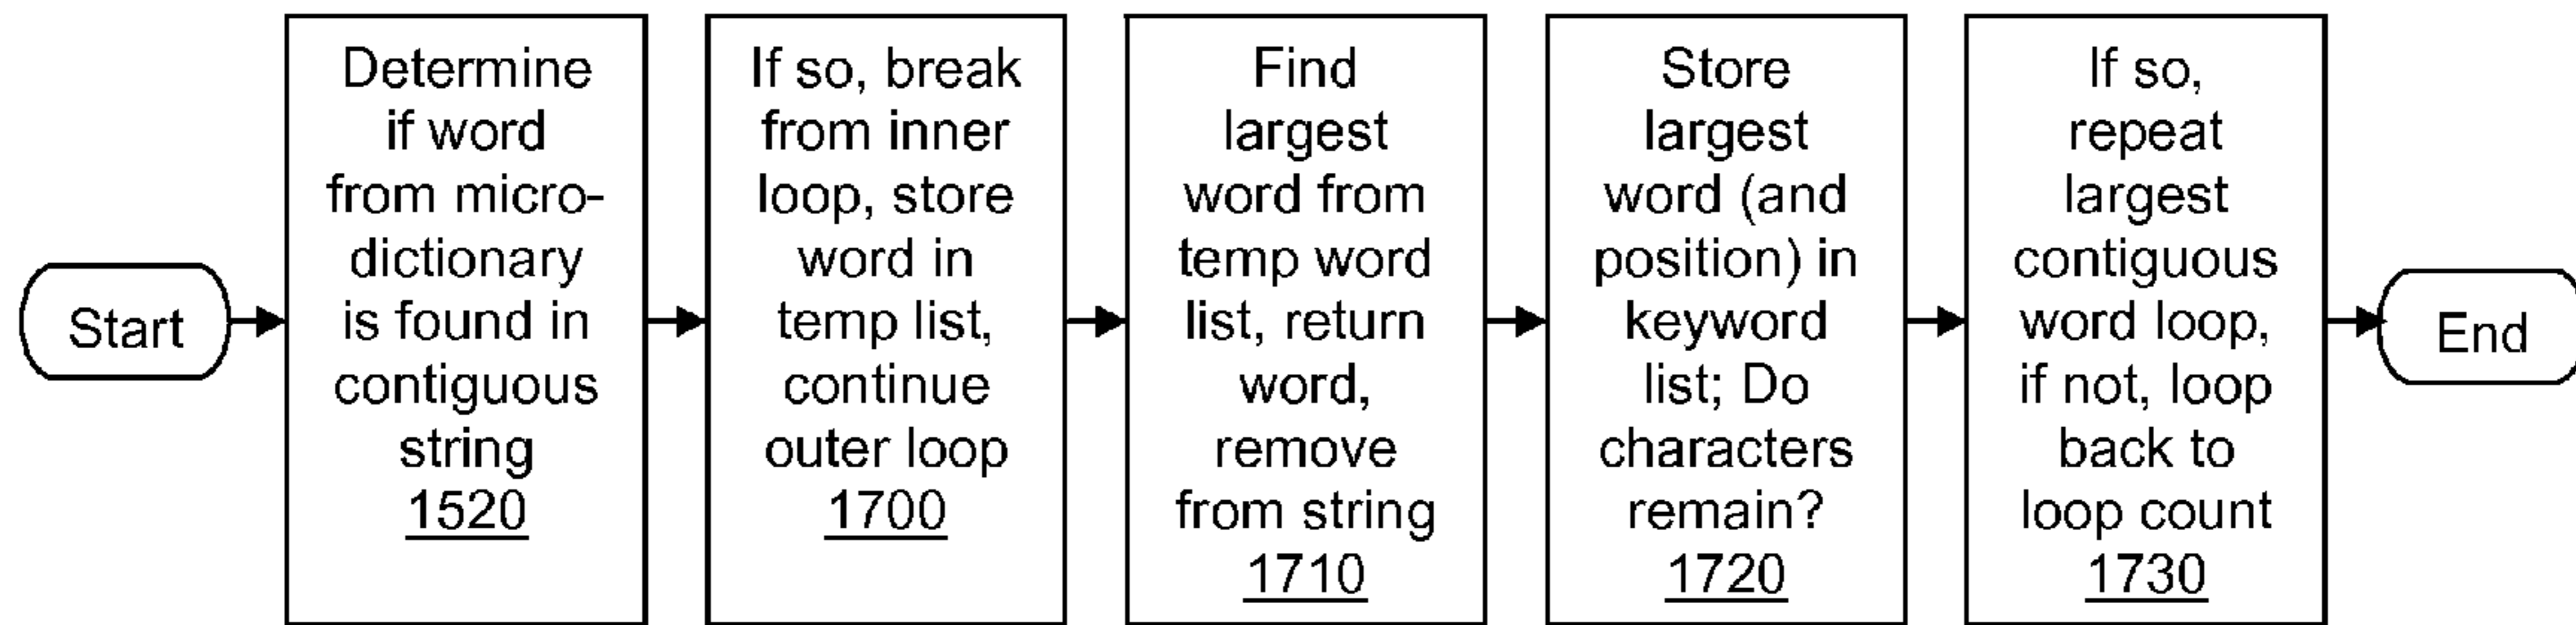 Start
Determine
if word
from micro-
dictionary
is found in
contiguous
string
1520
If so, break
from inner
loop, store
word in
temp list,
continue
outer loop
1700
Find
largest
word from
temp word
list, return
word,
remove
from string
1710
Store
largest
word (and
position) in
keyword
list; Do
characters
remain?
1720
If so,
repeat
largest
contiguous
word loop,
if not, loop
back to
loop count
1730
End